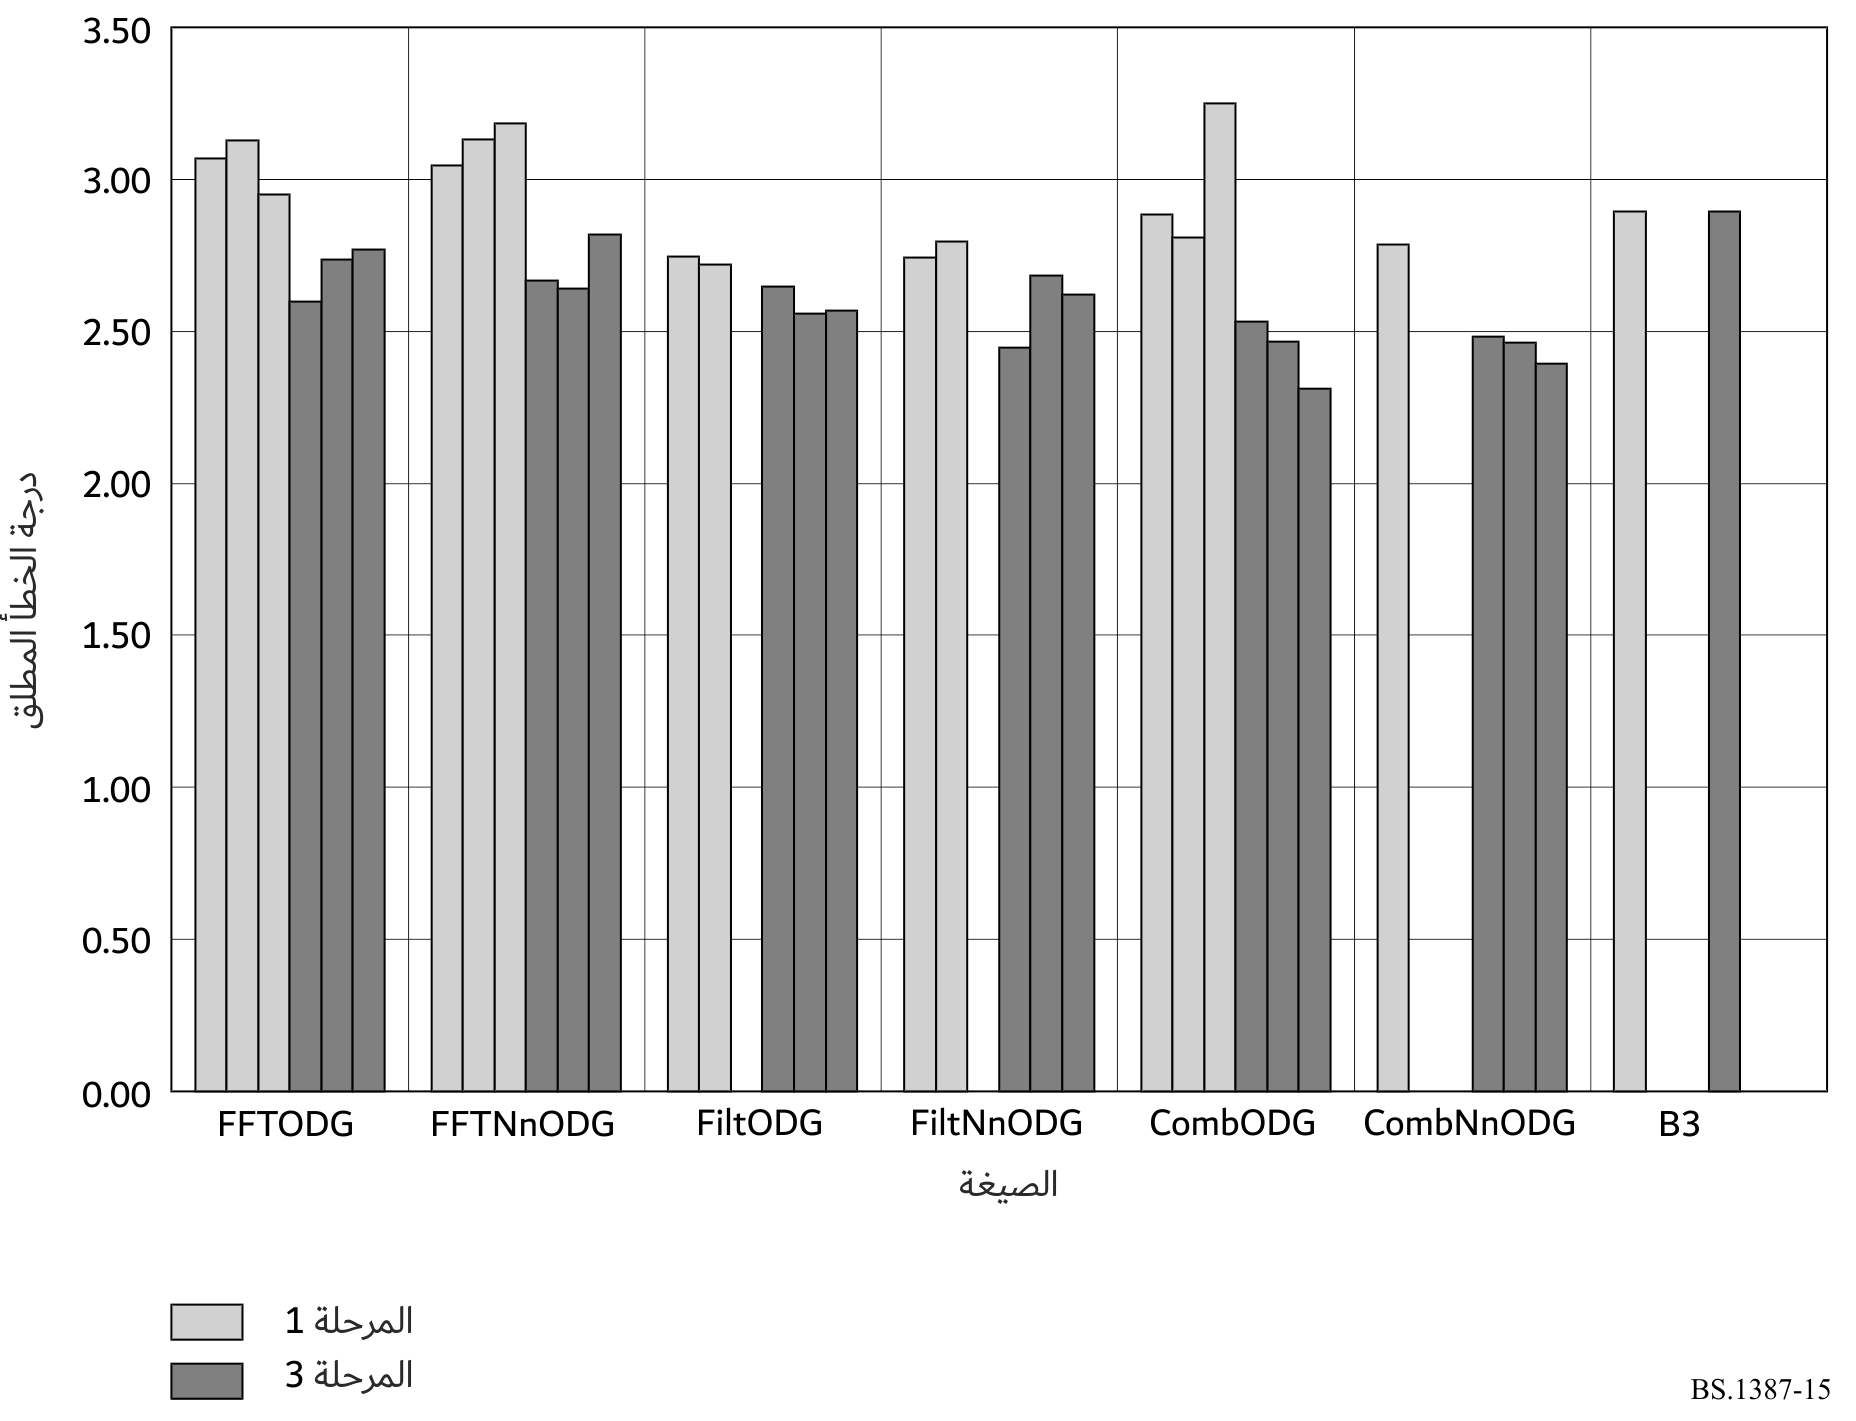 3.50
3.00
2.50
2.00
1.50
1.00
0.50
0.00
درجة الخطأ المطلق
FFTODG
FFTNnODG
FiltODG
FiltNnODG
CombODG
CombNnODG
B3
الصيغة
المرحلة 1
المرحلة 3
BS.1387-15